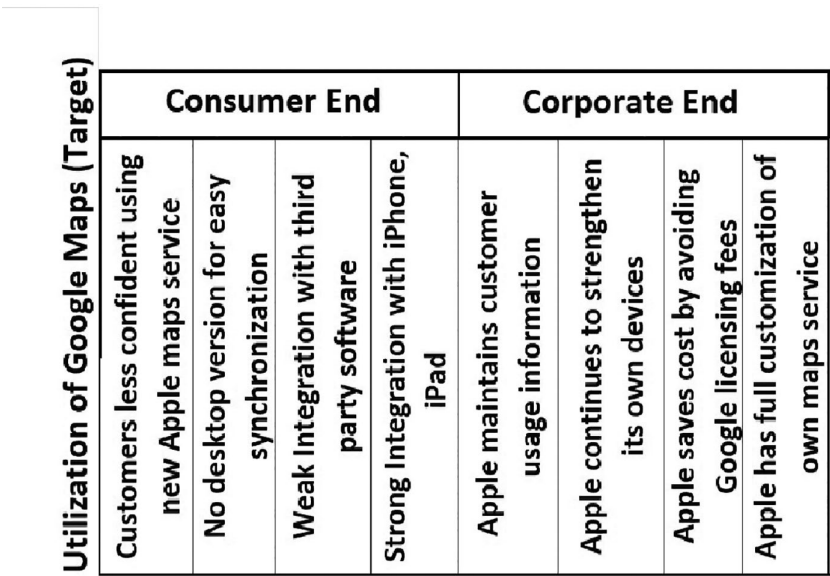 Utilization of Google Maps (Target)
Consumer End
Customers less confident using
new Apple maps service
No desktop version for easy
synchronization
Weak Integration with third
party software
Strong Integration with iPhone,
iPad
Corporate End
Apple maintains customer
usage information
Apple continues to strengthen
its own devices
Apple saves cost by avoiding
Google licensing fees
Apple has full customization of
own maps service